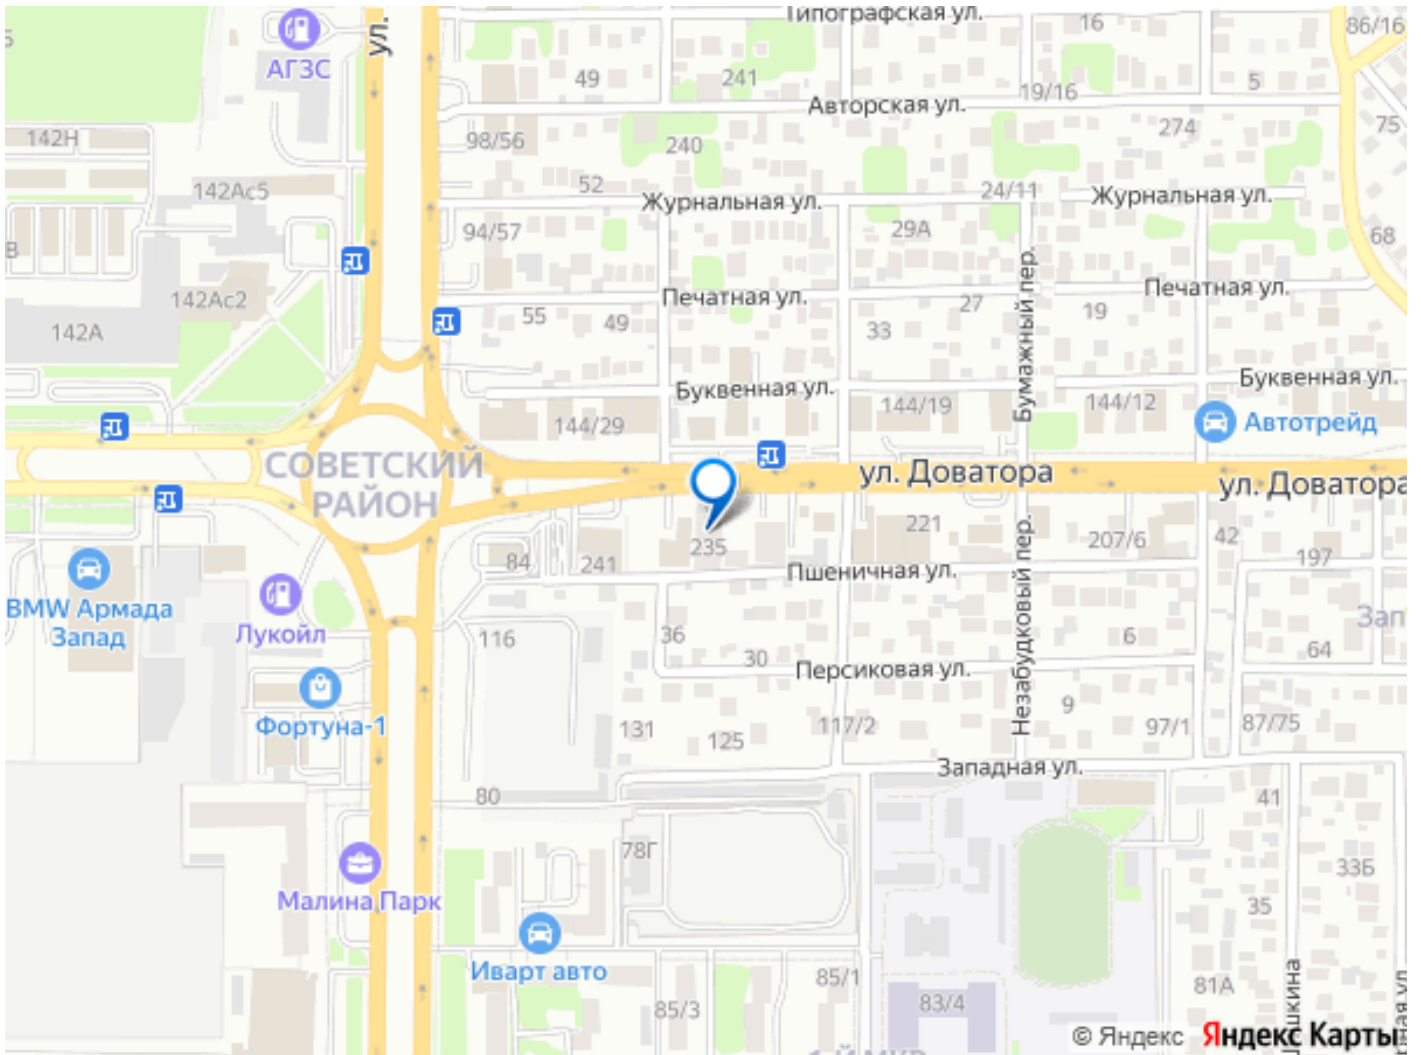 Типографская ул.
16
86/16
ул.
АГЗС
49
241
5
Авторская ул.
19/16
75
142Н
98/56
240
274
142Ас5
52
Журнальная ул.
24/11
Журнальная ул.
94/57
29А
68
В
142Ас2
Печатная ул.
Печатная ул.
27
19
142А
55
49
33
Бумажный пер.
Буквенная ул.
Буквенная ул.
144/29
144/19
144/12
Автотрейд
СОВЕТСКИЙ
РАЙОН
ул. Доватора
ул. Доватора
221
207/6
42
197
235
84
241
Пшеничная ул.
Незабудковый пер.
BMW Армада
Запад
Лукойл
116
36
30
6
64
Персиковая ул.
Фортуна-1
131
125
117/2
9
97/1
87/75
Западная ул.
80
41
78Г
33Б
Малина Парк
35
Иварт авто
85/1
81А
85/3
83/4
© Яндекс Яндекс Карты